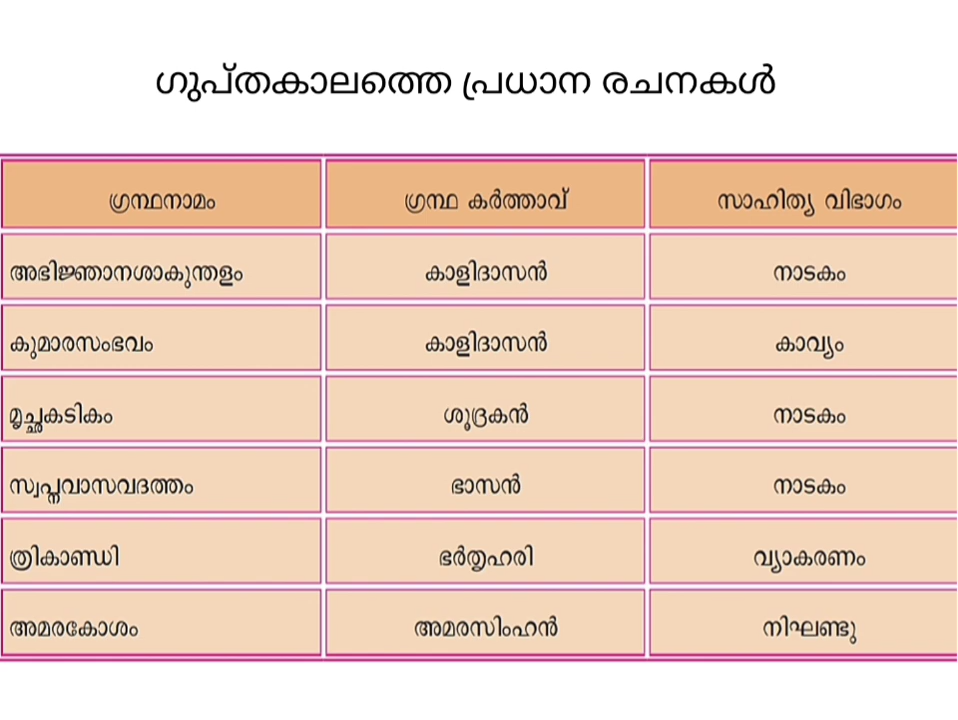 ഗുപ്തകാലത്തെ പ്രധാന രചനകൾ
ഗ്രന്ഥനാമം ഗ്രന്ഥ കർത്താവ് സാഹിത്യ വിഭാഗം
അഭിജ്ഞാനശാകുന്തളം കാളിദാസൻ നാടകം
കുമാരസംഭവം കാളിദാസൻ കാവ്യം
മൃച്ഛകടികം ശൂദ്രകൻ നാടകം
സ്വപ്നവാസവദത്തം ഭാസൻ നാടകം
ത്രികാണ്ഡി ഭർതൃഹരി വ്യാകരണം
അമരകോശം അമരസിംഹൻ നിഘണ്ടു